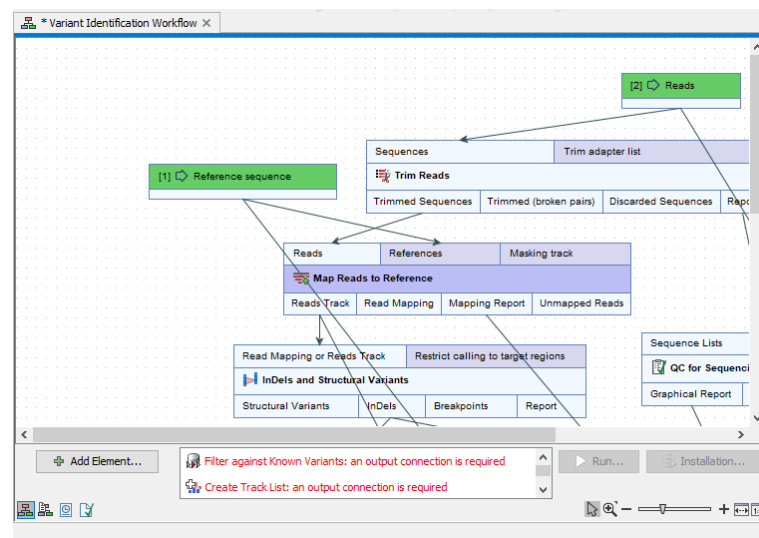 * Variant Identification Workflow
[2] Reads
Sequences Trim adapter list
Trim Reads
Trimmed Sequences Trimmed (broken pairs) Discarded Sequences
[1] Reference sequence
Reads References Masking track
Map Reads to Reference
Reads Track Read Mapping Mapping Report Unmapped Reads
Read Mapping or Reads Track Restrict calling to target regions
InDels and Structural Variants
Structural Variants InDels Breakpoints Report
Sequence Lists
QC for Sequenci
Graphical Report
Add Element...
Filter against Known Variants: an output connection is required
Create Track List: an output connection is required
Run...
Installation...